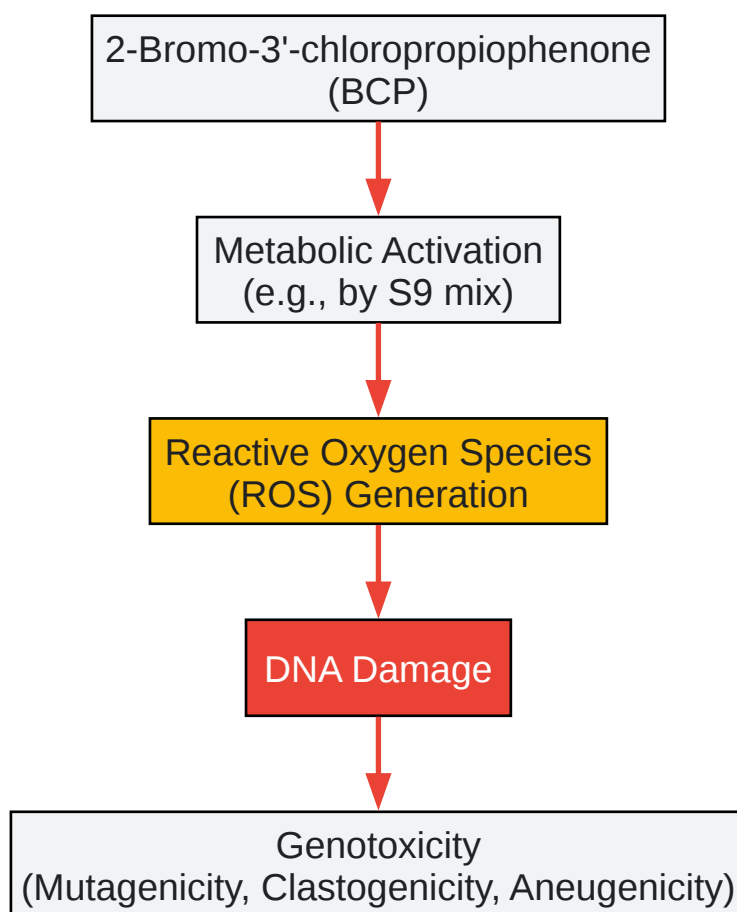 2-Bromo-3'-chloropropiophenone
(BCP)
Metabolic Activation
(e.g., by S9 mix)
Reactive Oxygen Species
(ROS) Generation
DNA Damage
Genotoxicity
(Mutagenicity, Clastogenicity, Aneugenicity)